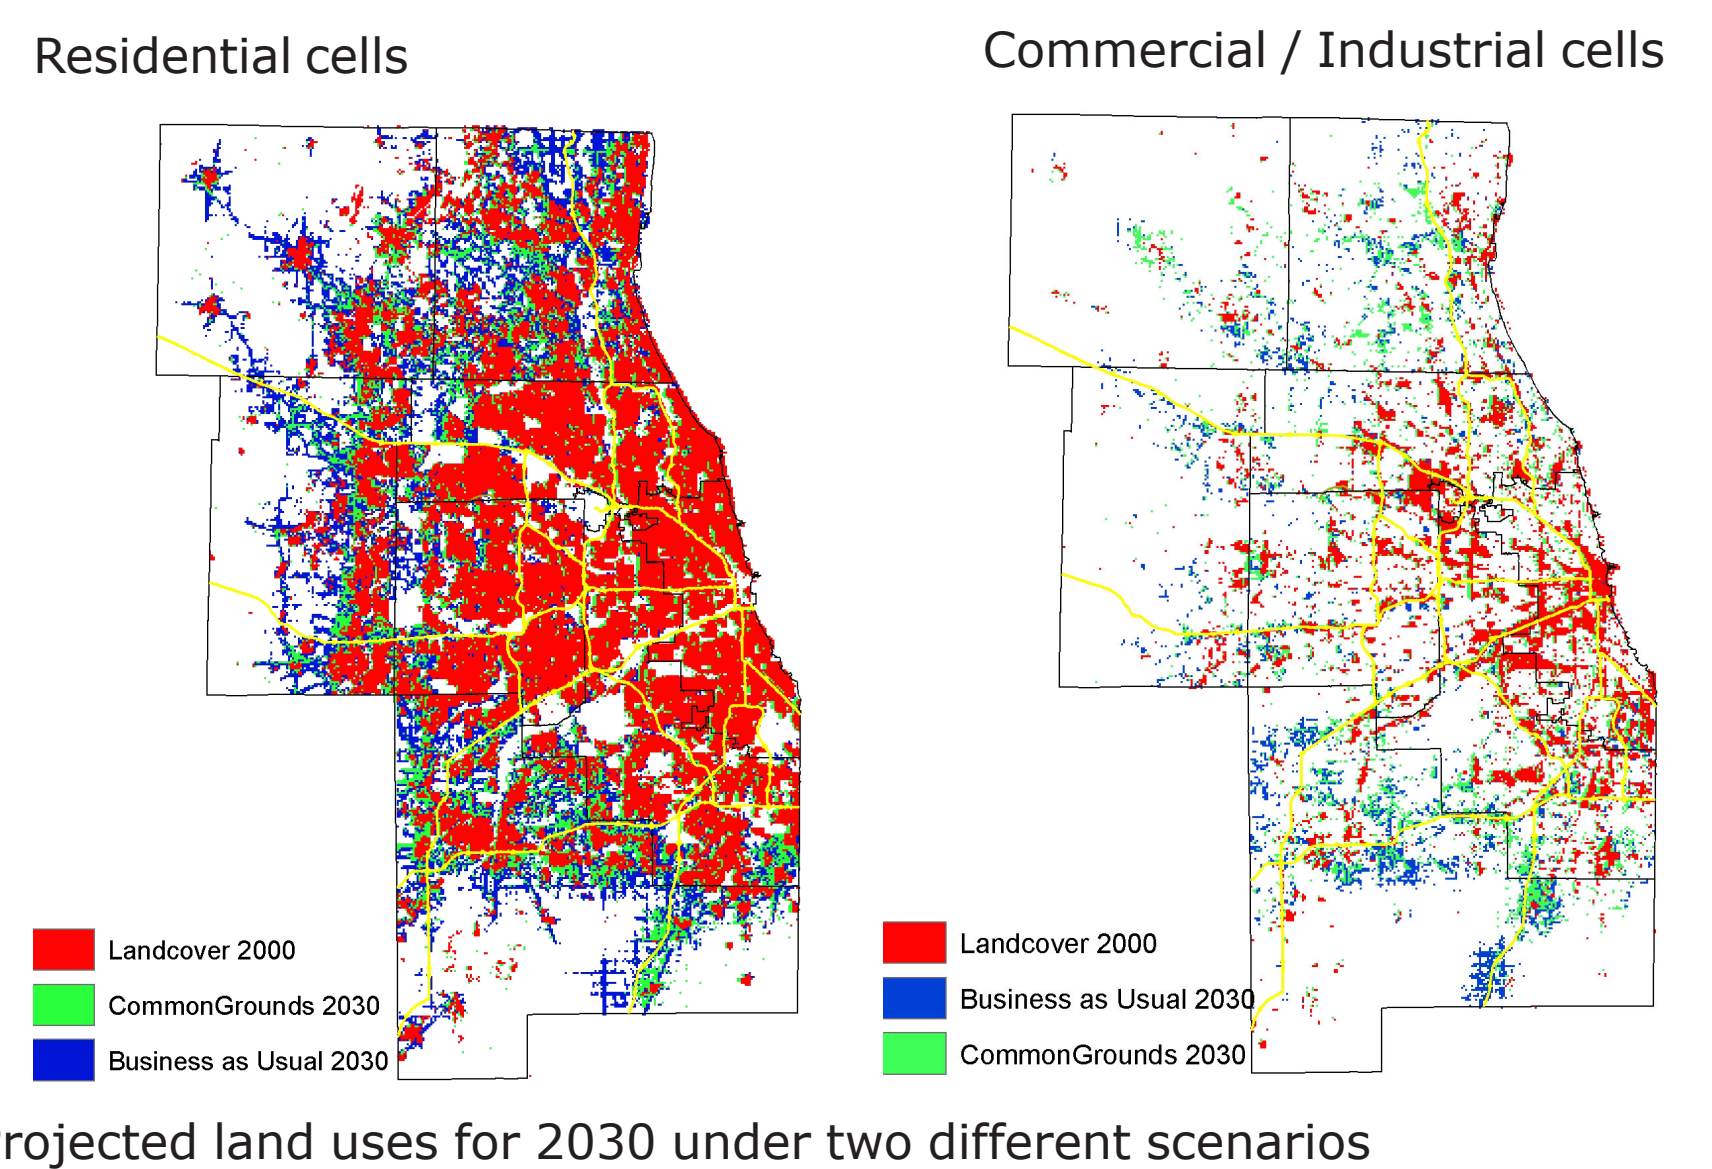 Residential cells
Commercial / Industrial cells
Landcover 2000
CommonGrounds 2030
Business as Usual 2030
Landcover 2000
Business as Usual 2030
CommonGrounds 2030
rojected land uses for 2030 under two different scenarios